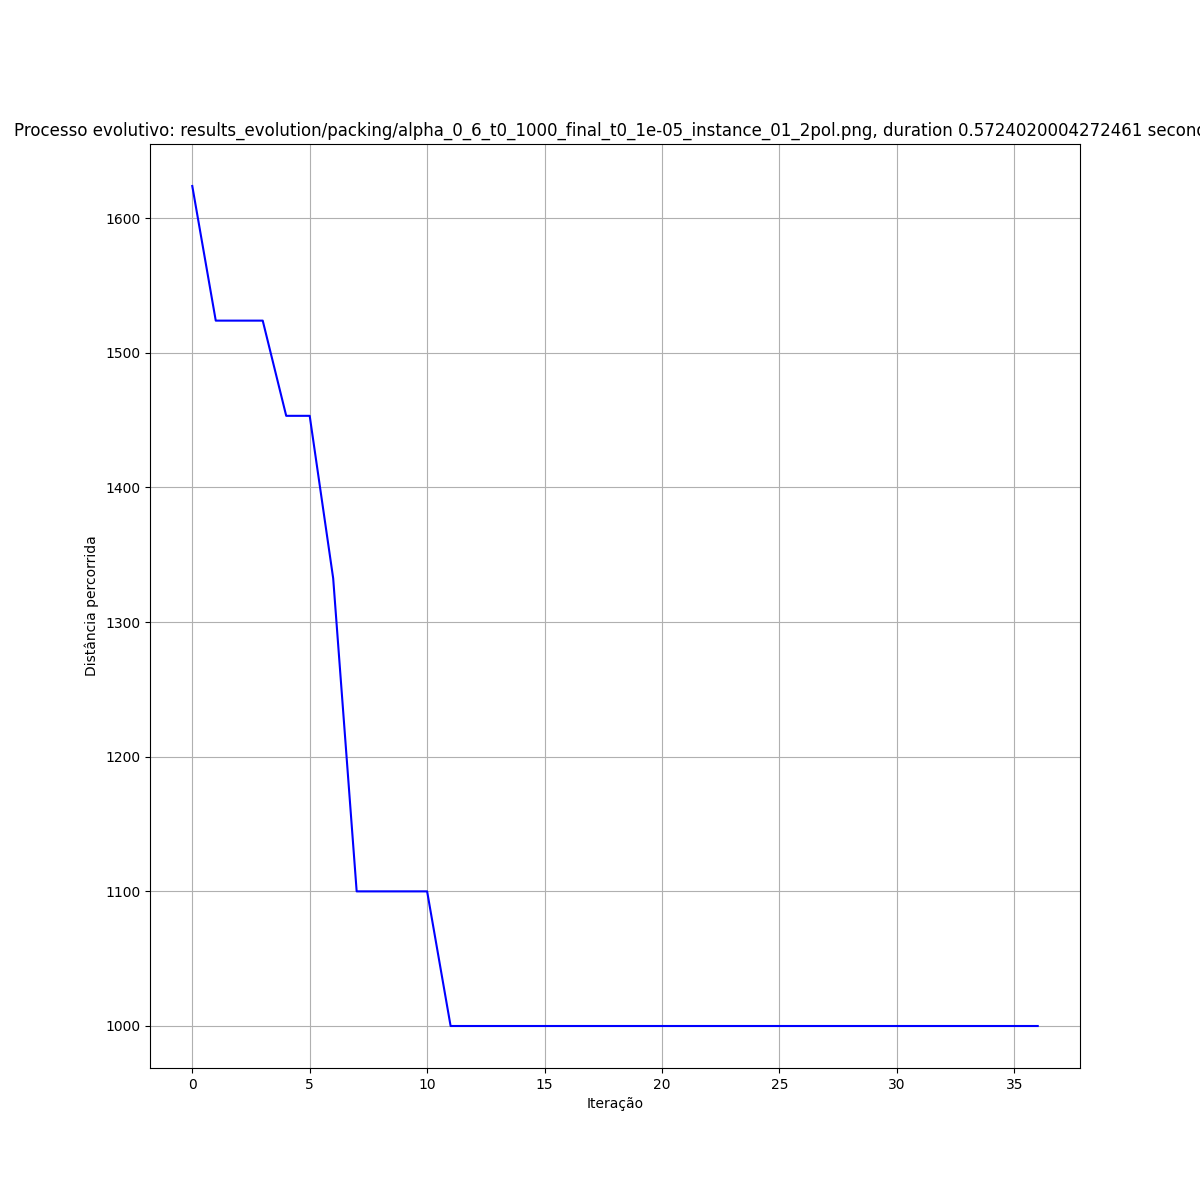 Processo evolutivo: results_evolution/packing/alpha_0_6_t0_1000_final_t0_1e-05_instance_01_2pol.png, duration 0.5724020004272461 secon
1600
1500
1400
1300
1200
1100
1000
Distância percorrida
0 5 10 15 20 25 30 35
Iteração